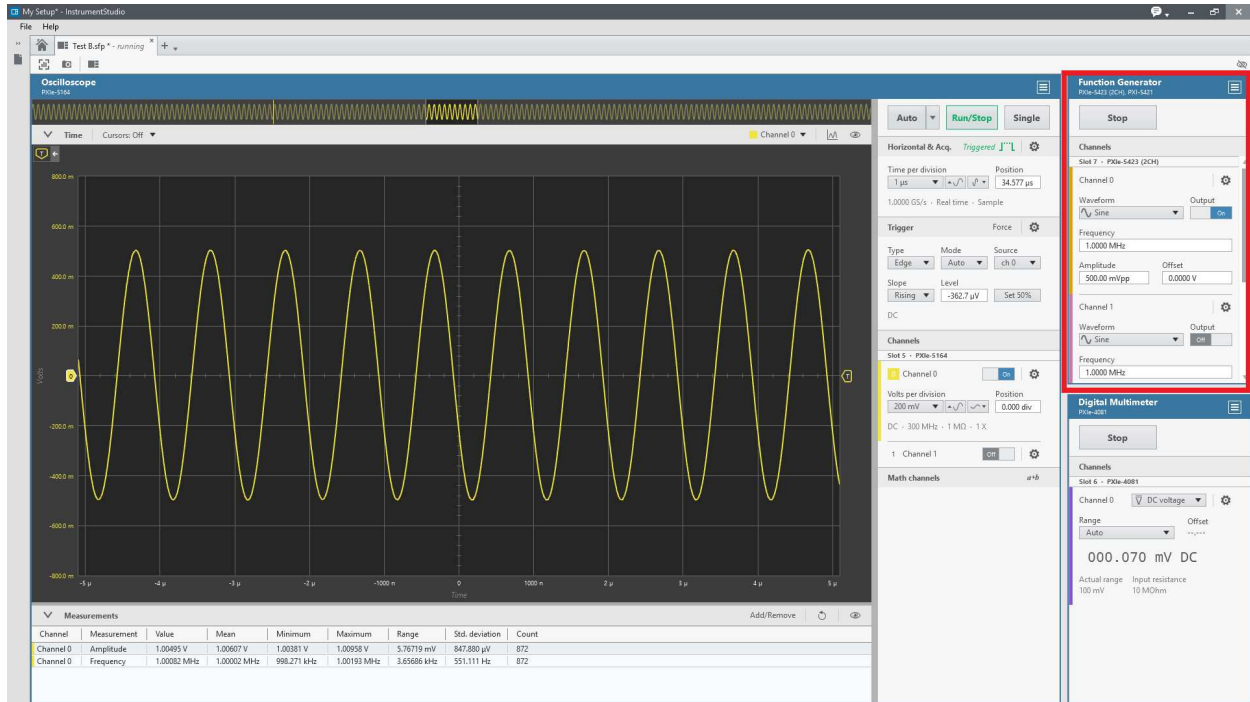 My Setup* - InstrumentStudio
File Help
Test B.sfp * - running
Oscilloscope
PXIe-5164
Time Cursors: Off Channel 0
T
800.0 m
600.0 m
400.0 m
200.0 m
Volts
0
T
-200.0 m
-400.0 m
-600.0 m
-800.0 m
-5 µ -4 µ -3 µ -2 µ -1000 n 0 1000 n 2 µ 3 µ 4 µ 5 µ
Time
Measurements Add/Remove
Channel Measurement Value Mean Minimum Maximum Range Std. deviation Count
Channel 0 Amplitude 1.00495 V 1.00607 V 1.00381 V 1.00958 V 5.76719 mV 847.880 µV 872
Channel 0 Frequency 1.00082 MHz 1.00002 MHz 998.271 kHz 1.00193 MHz 3.65686 kHz 551.111 Hz 872
Auto Run/Stop Single
Horizontal & Acq. Triggered
Time per division Position
1 µs 34.577 µs
1.0000 GS/s - Real time - Sample
Trigger Force
Type Mode Source
Edge Auto ch 0
Slope Level
Rising -362.7 µV Set 50%
DC
Channels
Slot 5 - PXIe-5164
0 Channel 0 On
Volts per division Position
200 mV 0.000 div
DC - 300 MHz - 1 MΩ - 1 X
1 Channel 1 Off
Math channels a+b
Function Generator
PXIe-5423 (2CH), PXI-5421
Stop
Channels
Slot 7 - PXIe-5423 (2CH)
Channel 0
Waveform Output
Sine On
Frequency
1.0000 MHz
Amplitude Offset
500.00 mVpp 0.0000 V
Channel 1
Waveform Output
Sine Off
Frequency
1.0000 MHz
Digital Multimeter
PXIe-4081
Stop
Channels
Slot 6 - PXIe-4081
Channel 0 DC voltage
Range Offset
Auto --.---
000.070 mV DC
Actual range Input resistance
100 mV 10 MOhm